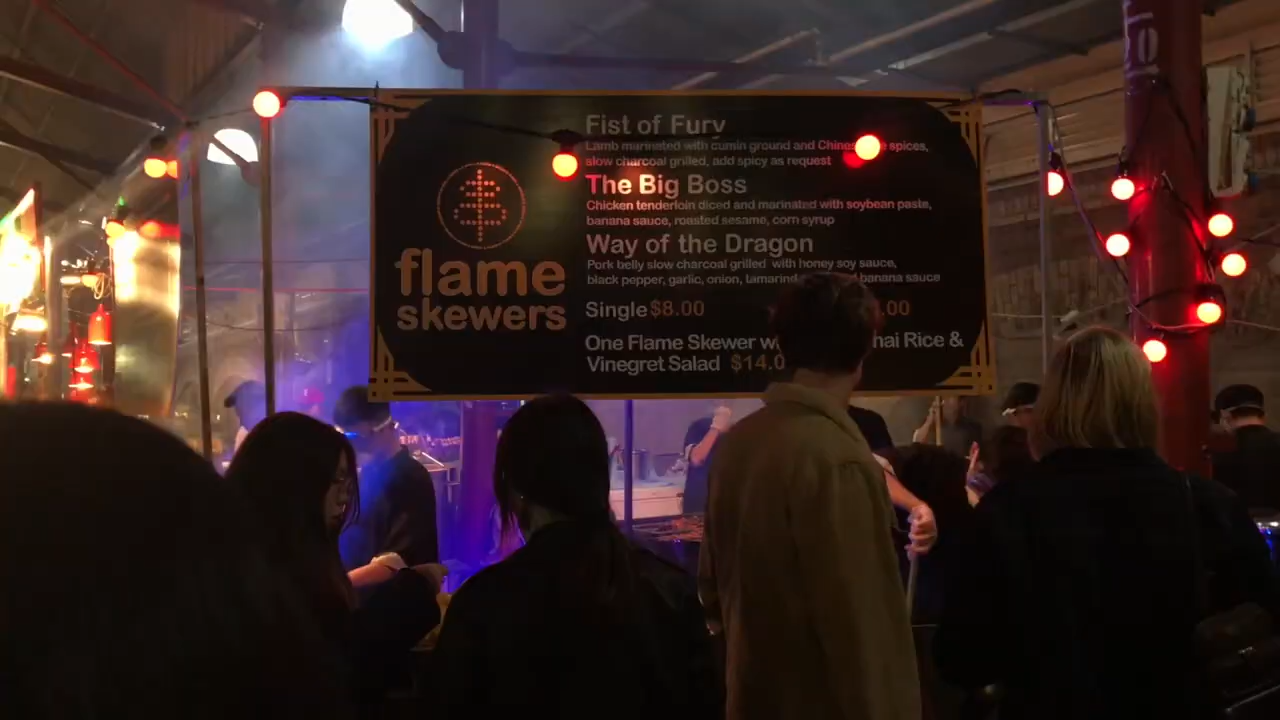 flame
skewers
Fist of Fury
Lamb marinated with cumin ground and Chines e spices,
slow charcoal grilled, add spicy as request
The Big Boss
Chicken tenderloin diced and marinated with soybean paste,
banana sauce, roasted sesame, corn syrup
Way of the Dragon
Pork belly slow charcoal grilled with honey soy sauce,
black pepper, garlic, onion, tamarind banana sauce
Single $8.00 .00
One Flame Skewer hai Rice &
Vinegret Salad $14.0